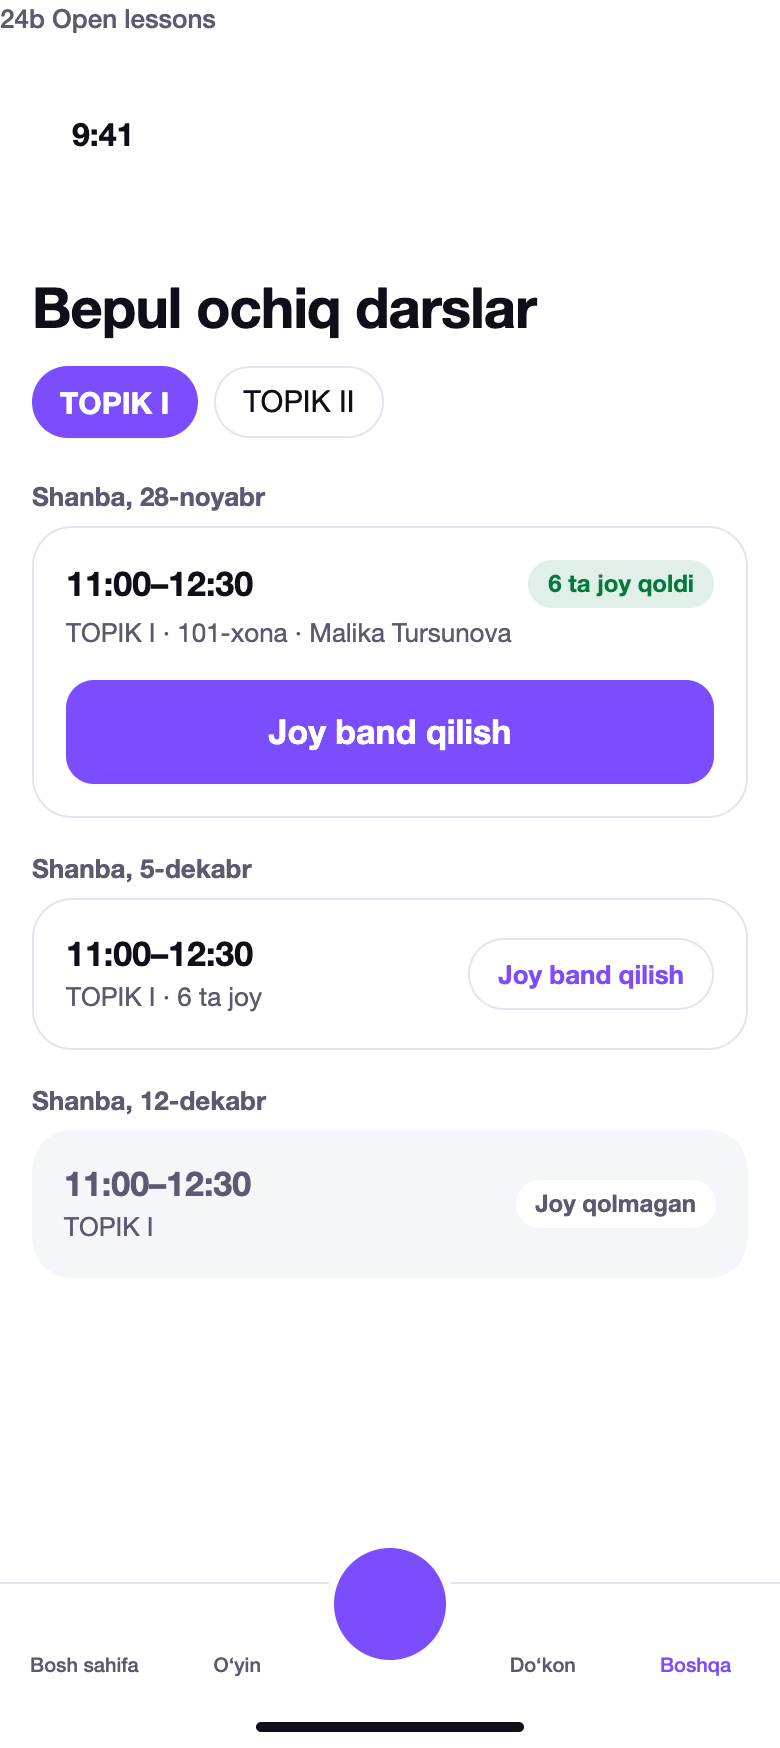 24b Open lessons
9:41
Bepul ochiq darslar
TOPIK I
TOPIK II
Shanba, 28-noyabr
11:00–12:30
6 ta joy qoldi
TOPIK I · 101-xona · Malika Tursunova
Joy band qilish
Shanba, 5-dekabr
11:00–12:30
TOPIK I · 6 ta joy
Joy band qilish
Shanba, 12-dekabr
11:00–12:30
TOPIK I
Joy qolmagan
Bosh sahifa
O‘yin
Do‘kon
Boshqa